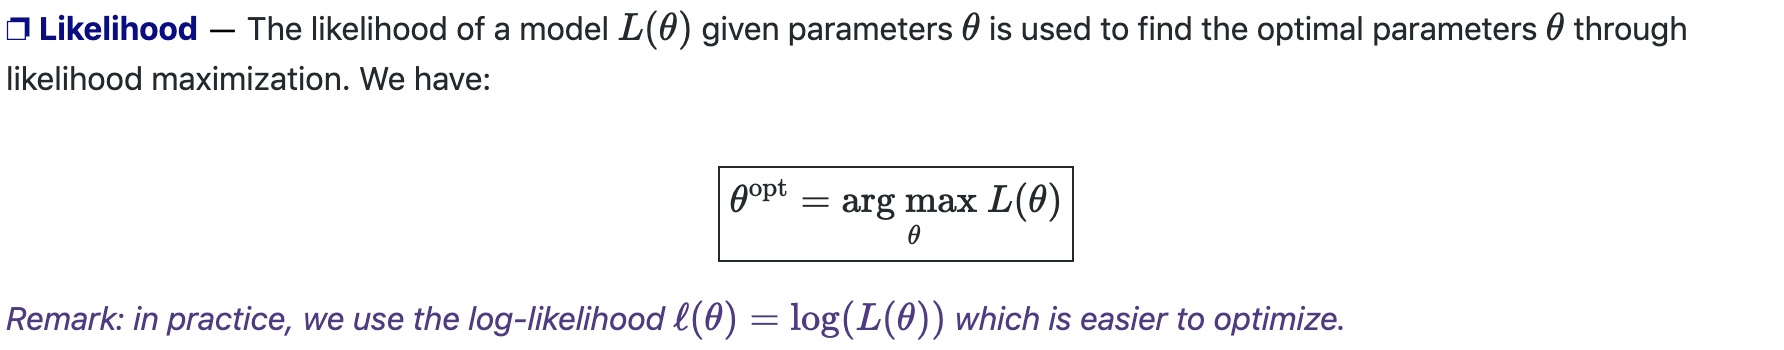 ❐ Likelihood — The likelihood of a model L(θ) given parameters θ is used to find the optimal parameters θ through
likelihood maximization. We have:
θ^opt = arg max_θ L(θ)
Remark: in practice, we use the log-likelihood ℓ(θ) = log(L(θ)) which is easier to optimize.